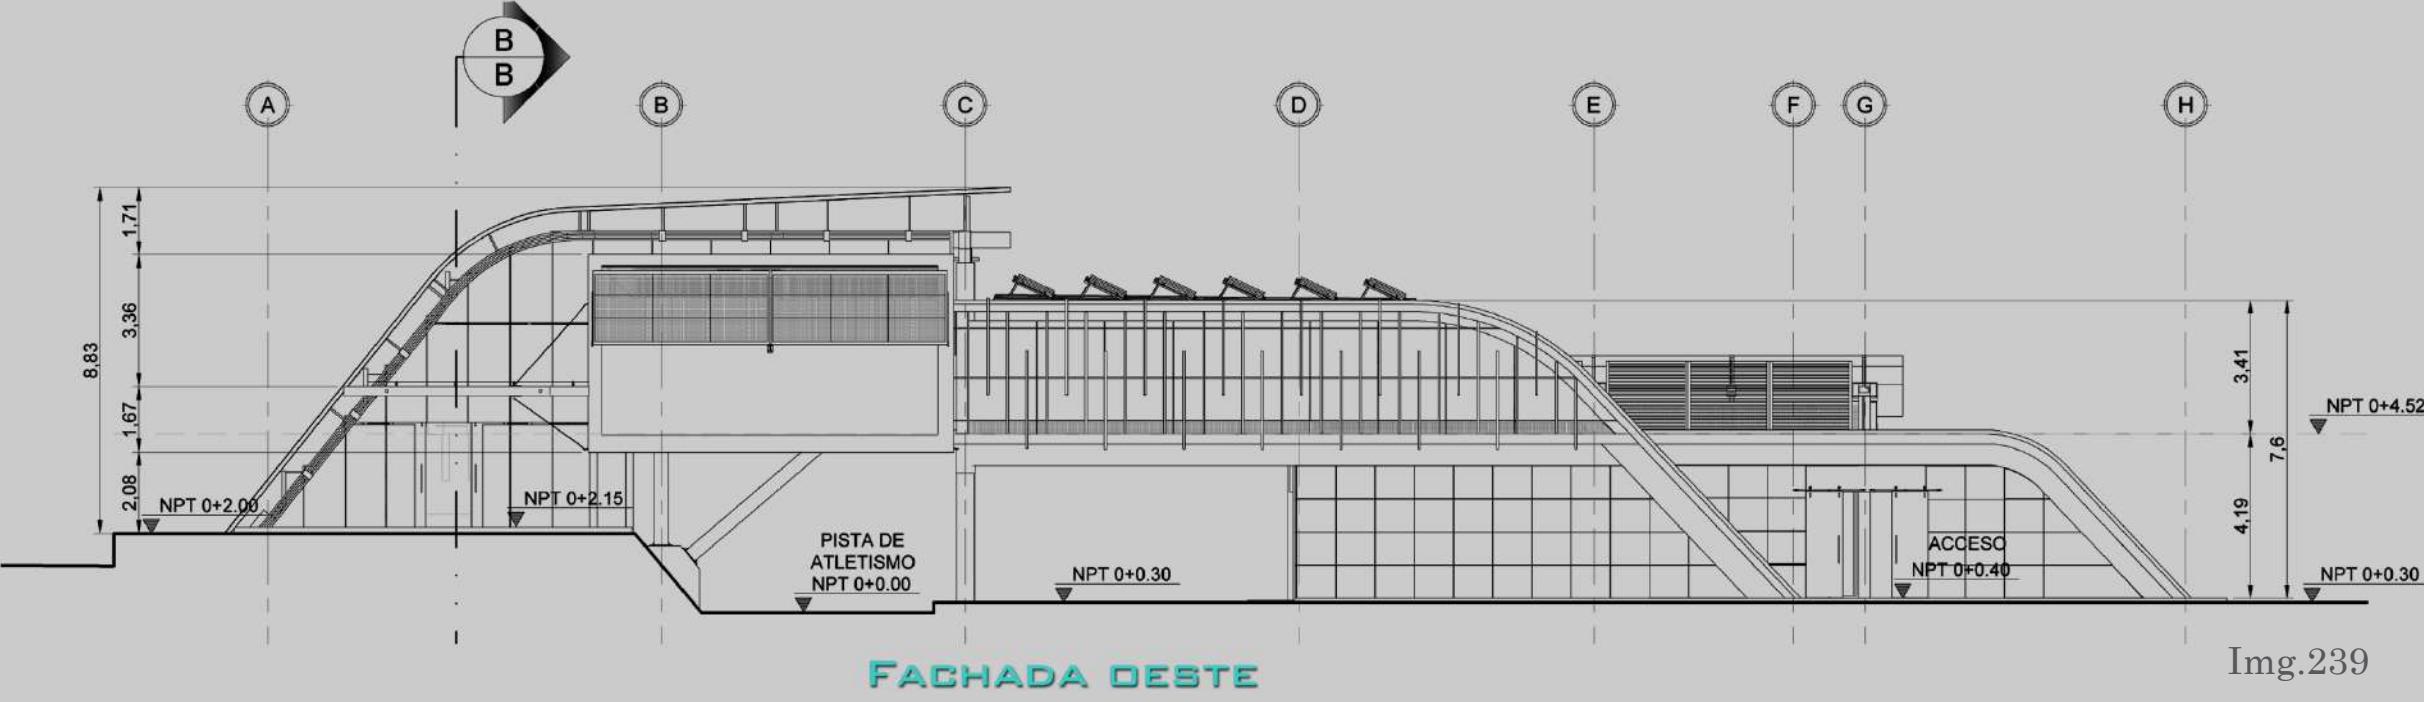 B
B
A
B
C
D
E
F
G
H
1,71
3,36
8,83
1,67
2,08
3,41
7,6
4,19
NPT 0+4.52
NPT 0+2.00
NPT 0+2.15
PISTA DE
ATLETISMO
NPT 0+0.00
NPT 0+0.30
ACCESO
NPT 0+0.40
NPT 0+0.30
FACHADA OESTE
Img.239